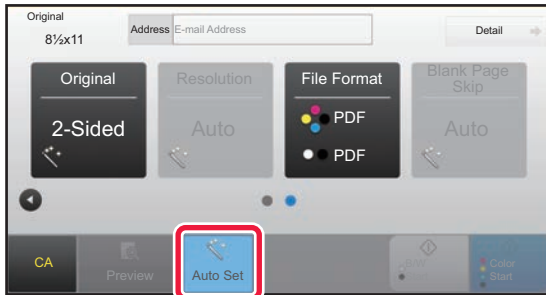 Original
8½x11
Address
E-mail Address
Detail
Original
2-Sided
Resolution
Auto
File Format
PDF
PDF
Blank Page
Skip
Auto
CA
Preview
Auto Set
B/W
Start
Color
Start